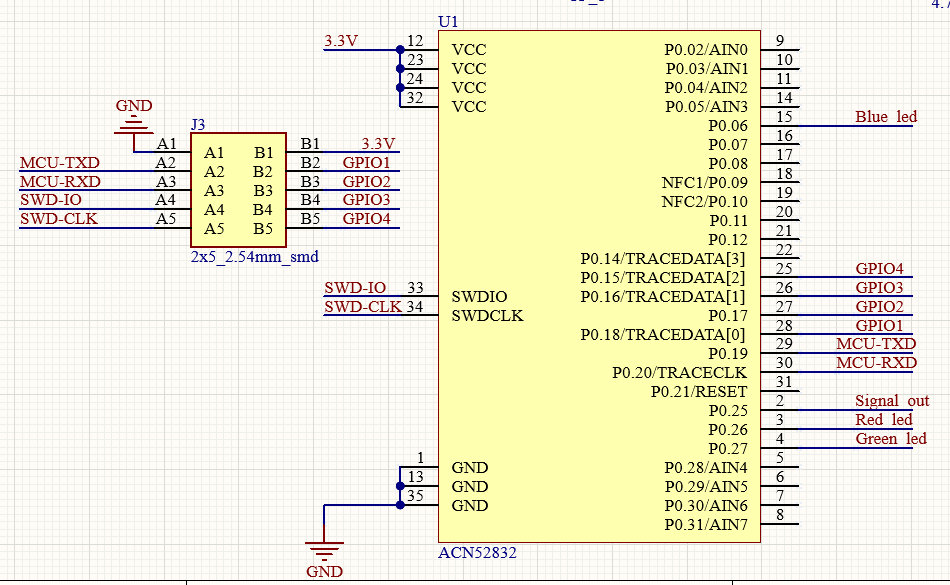 U1
3.3V 12 VCC P0.02/AIN0 9
23 VCC P0.03/AIN1 10
24 VCC P0.04/AIN2 11
32 VCC P0.05/AIN3 14
P0.06 15 Blue led
P0.07 16
P0.08 17
NFC1/P0.09 18
NFC2/P0.10 19
P0.11 20
P0.12 21
P0.14/TRACEDATA[3] 22
P0.15/TRACEDATA[2] 25 GPIO4
SWD-IO 33 SWDIO P0.16/TRACEDATA[1] 26 GPIO3
SWD-CLK 34 SWDCLK P0.17 27 GPIO2
P0.18/TRACEDATA[0] 28 GPIO1
P0.19 29 MCU-TXD
P0.20/TRACECLK 30 MCU-RXD
P0.21/RESET 31
P0.25 2 Signal out
P0.26 3 Red led
P0.27 4 Green led
1 GND P0.28/AIN4 5
13 GND P0.29/AIN5 6
35 GND P0.30/AIN6 7
P0.31/AIN7 8
GND
ACN52832
GND
J3
A1 A1 B1 B1 3.3V
MCU-TXD A2 A2 B2 B2 GPIO1
MCU-RXD A3 A3 B3 B3 GPIO2
SWD-IO A4 A4 B4 B4 GPIO3
SWD-CLK A5 A5 B5 B5 GPIO4
2x5_2.54mm_smd